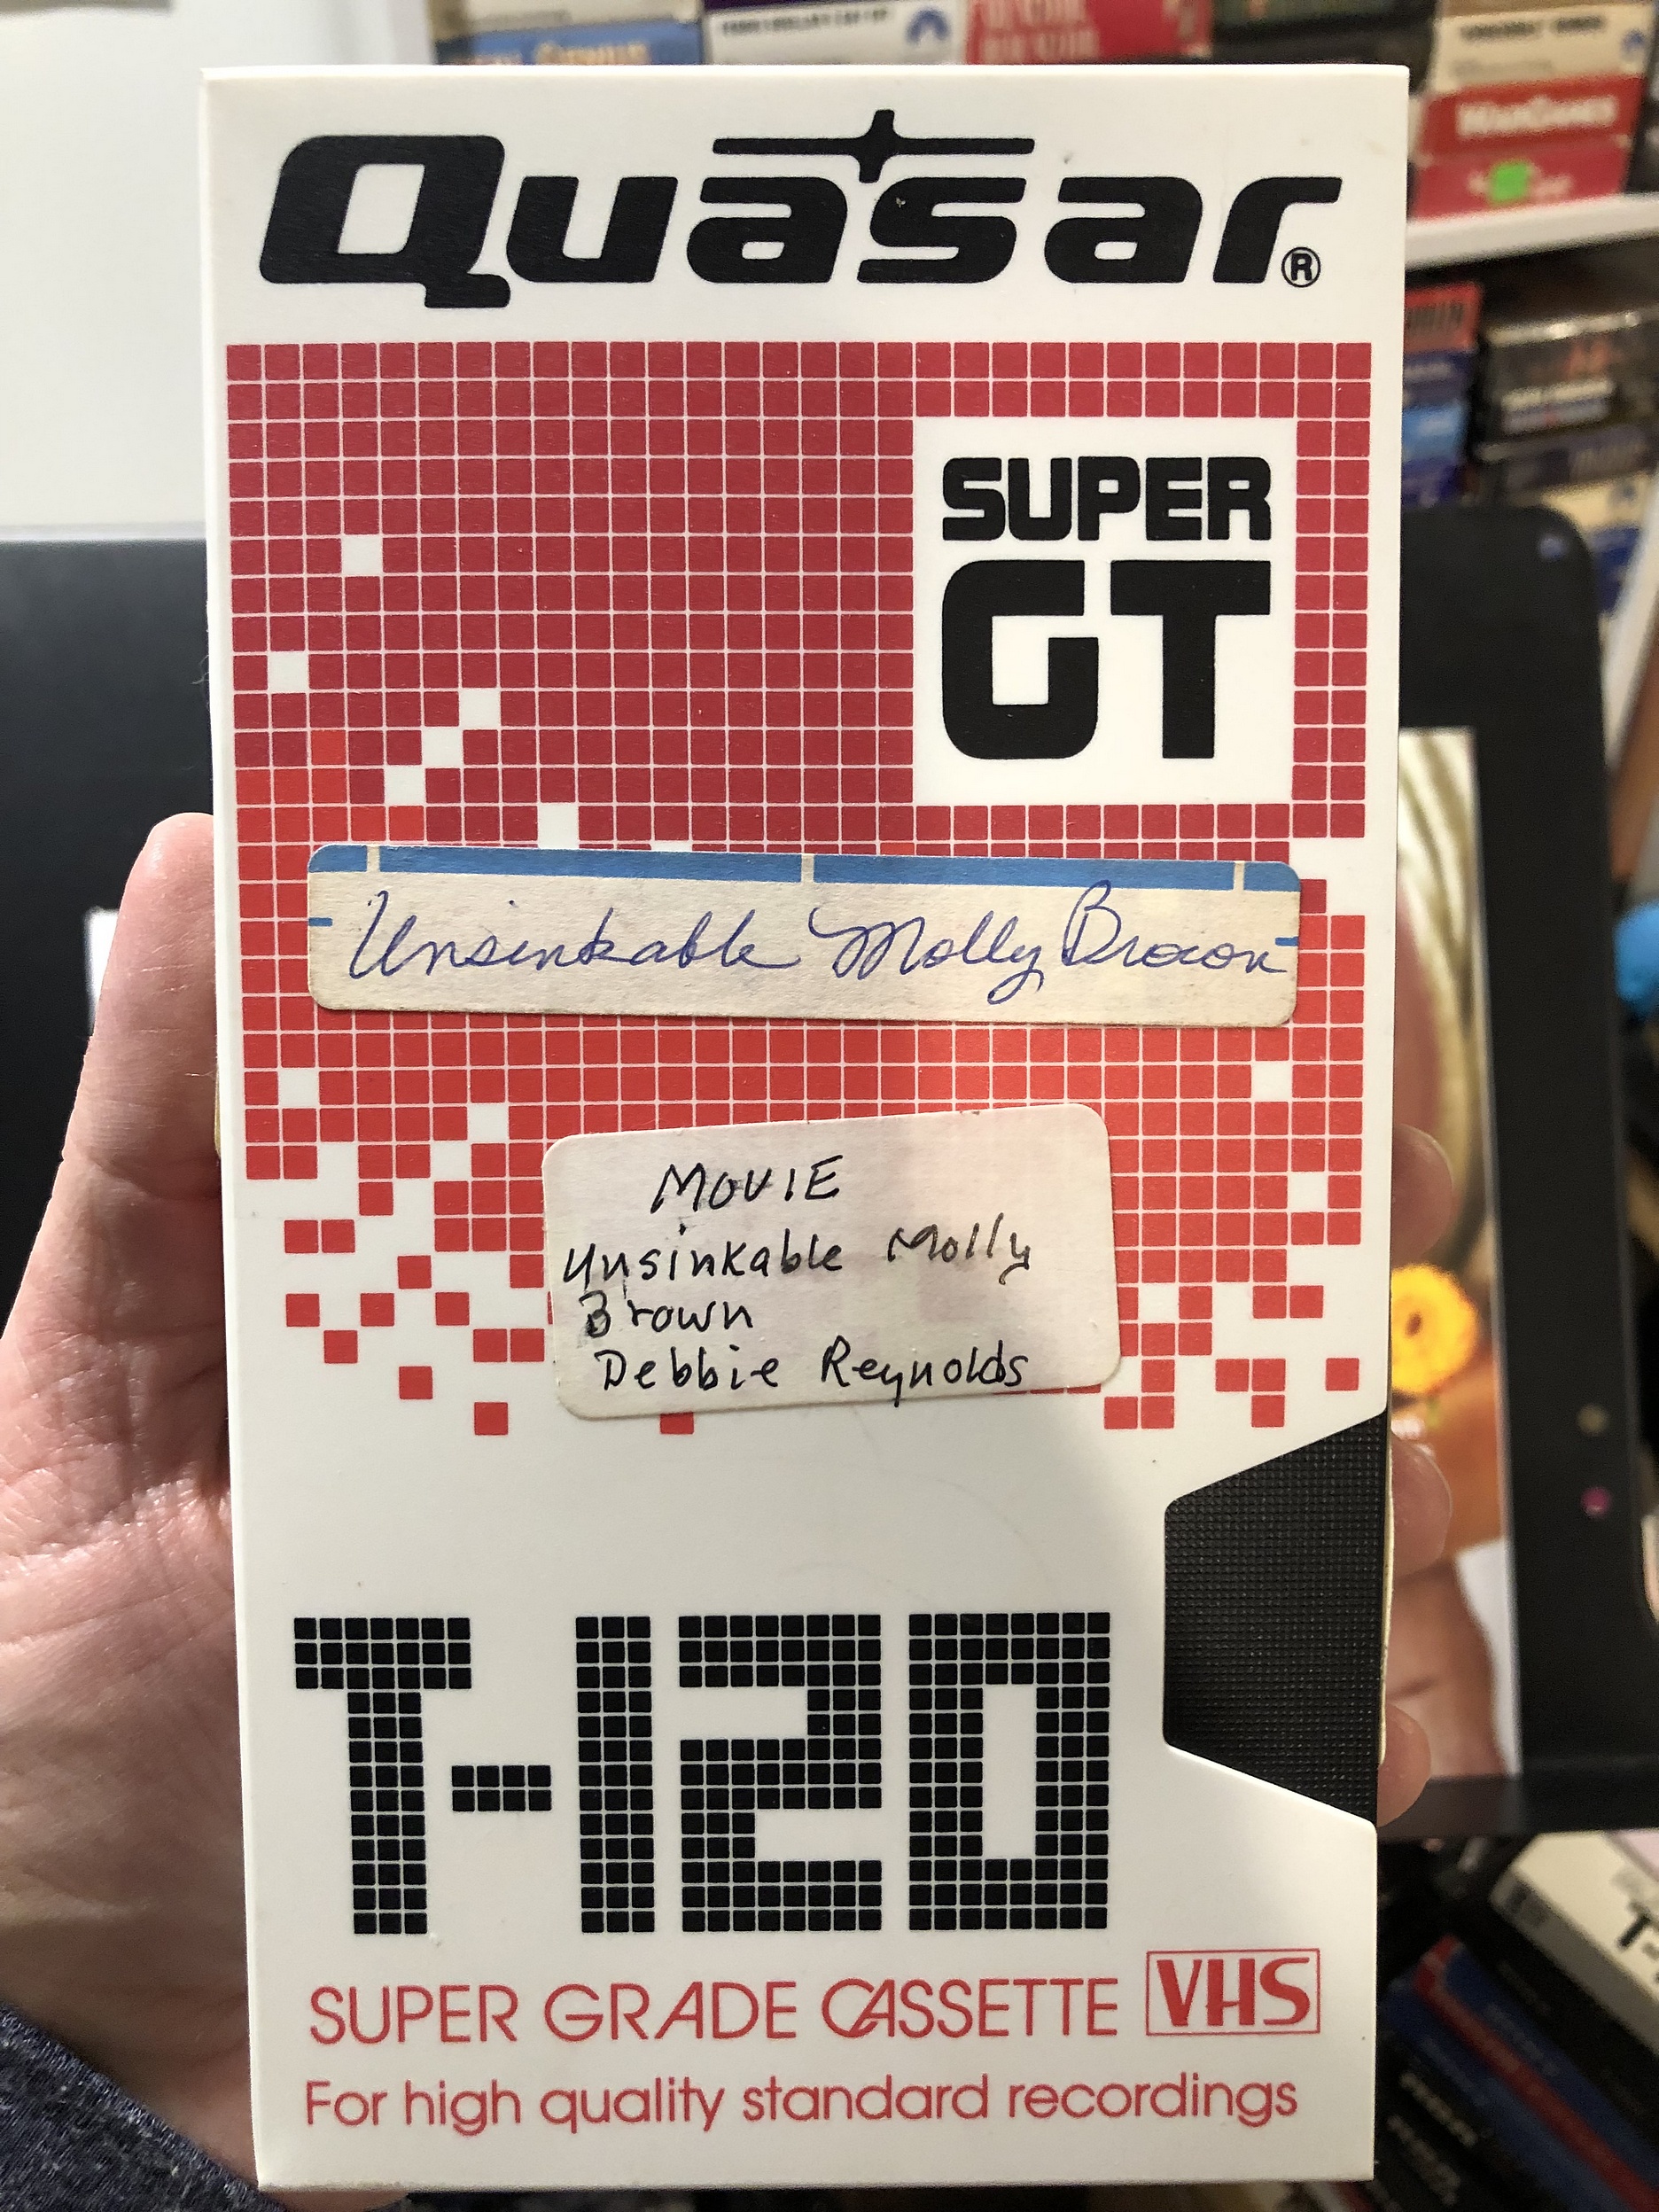 Quasar®
SUPER
GT
Unsinkable Molly Brown
MOVIE
Unsinkable Molly
Brown
Debbie Reynolds
T-120
SUPER GRADE CASSETTE VHS
For high quality standard recordings
WarGames